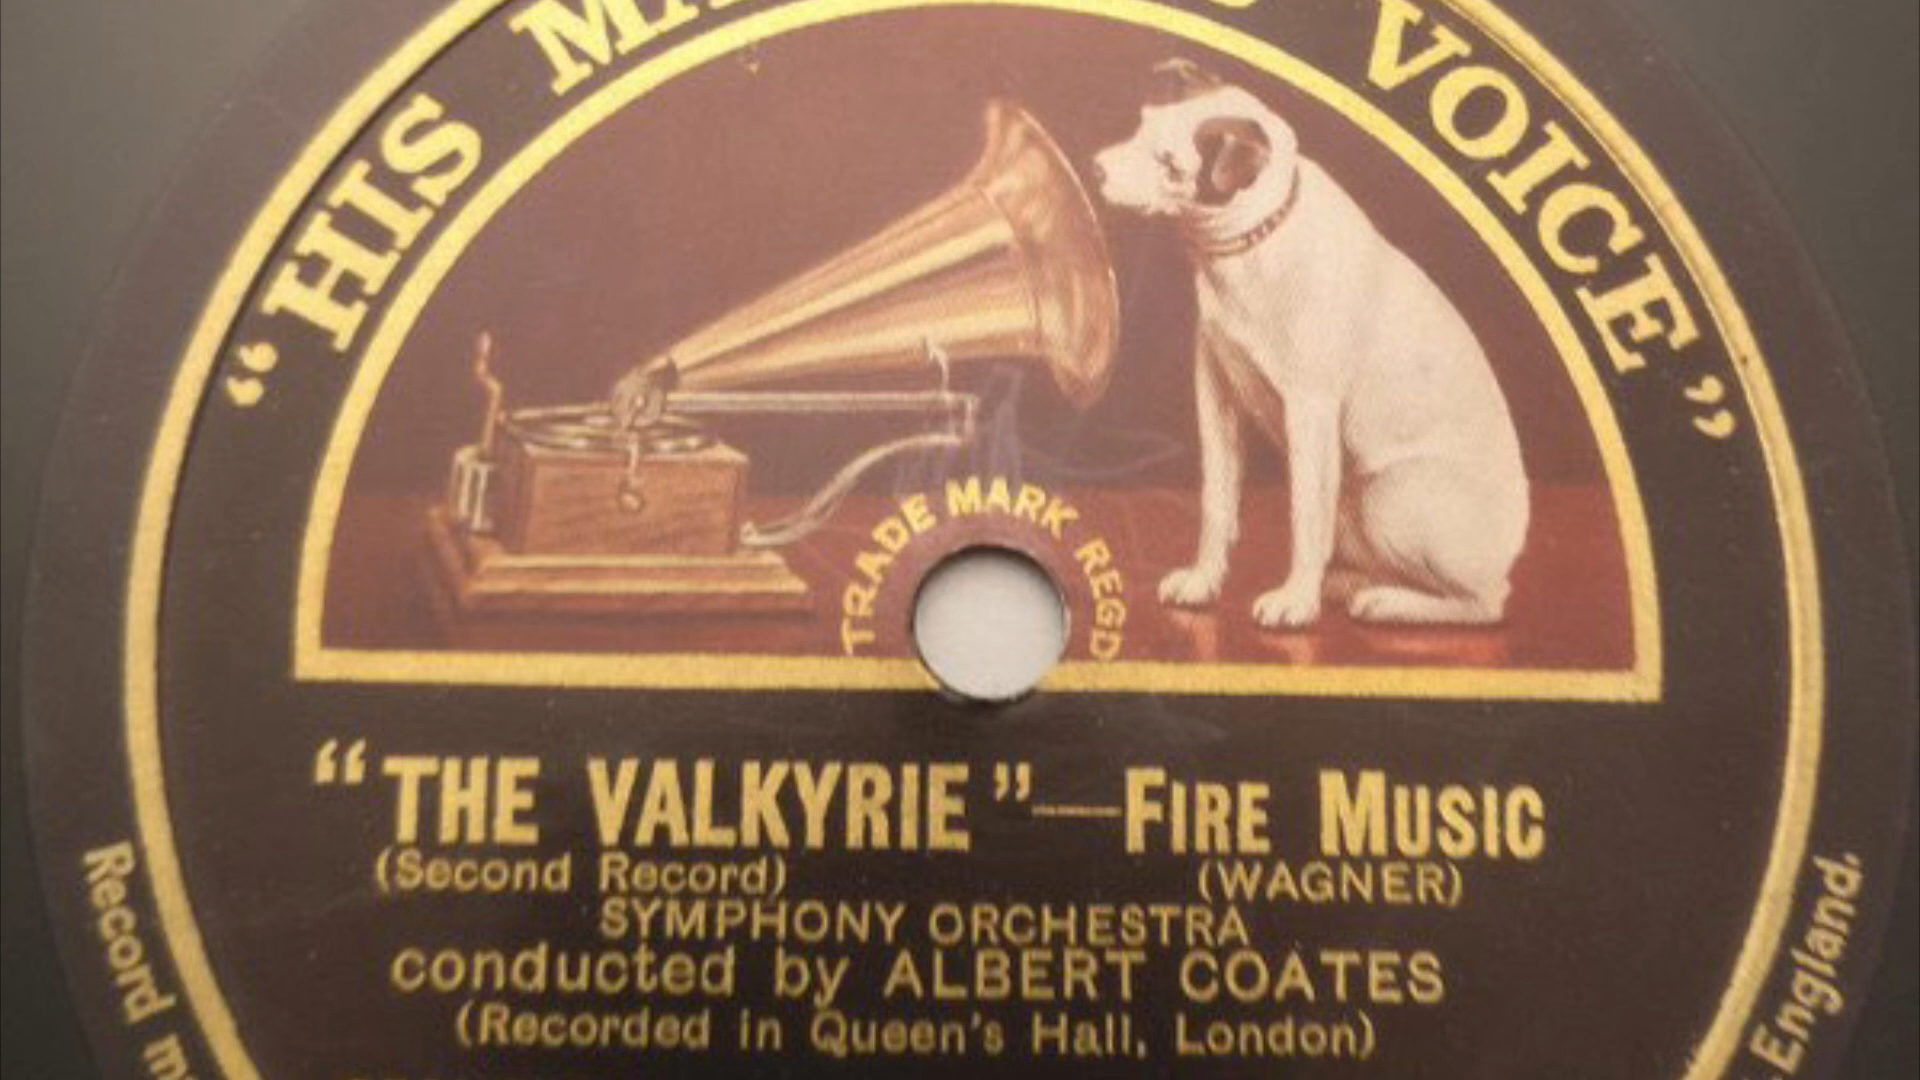 "HIS VOICE"
TRADE MARK REGD
"THE VALKYRIE"—FIRE MUSIC
(Second Record) (WAGNER)
SYMPHONY ORCHESTRA
conducted by ALBERT COATES
(Recorded in Queen's Hall, London)
Record
England.